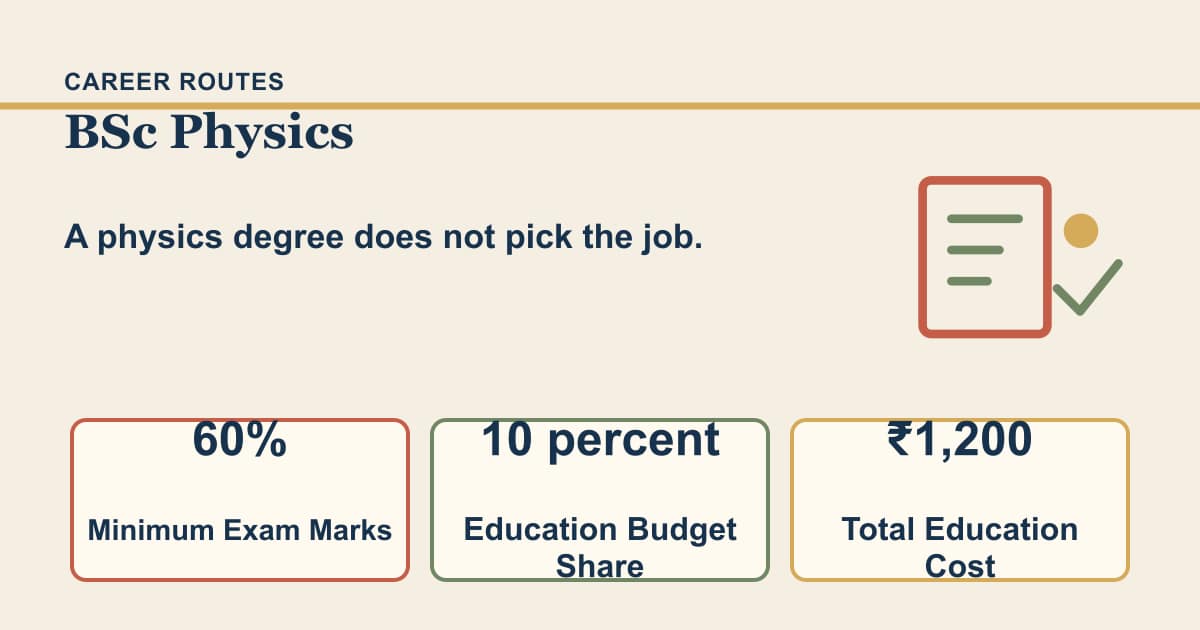 CAREER ROUTES
BSc Physics
A physics degree does not pick the job.
60%
Minimum Exam Marks
10 percent
Education Budget
Share
₹1,200
Total Education
Cost